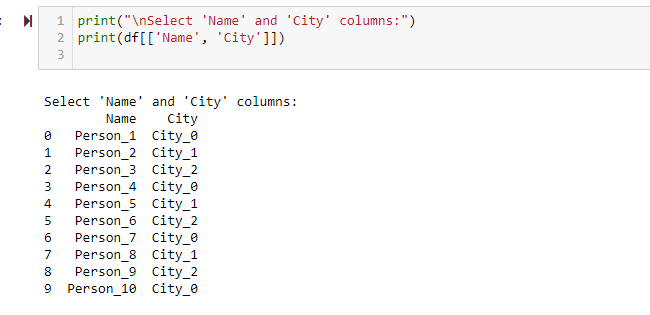 :
1 print("\nSelect 'Name' and 'City' columns:")
2 print(df[['Name', 'City']])
3
Select 'Name' and 'City' columns:
Name City
0 Person_1 City_0
1 Person_2 City_1
2 Person_3 City_2
3 Person_4 City_0
4 Person_5 City_1
5 Person_6 City_2
6 Person_7 City_0
7 Person_8 City_1
8 Person_9 City_2
9 Person_10 City_0